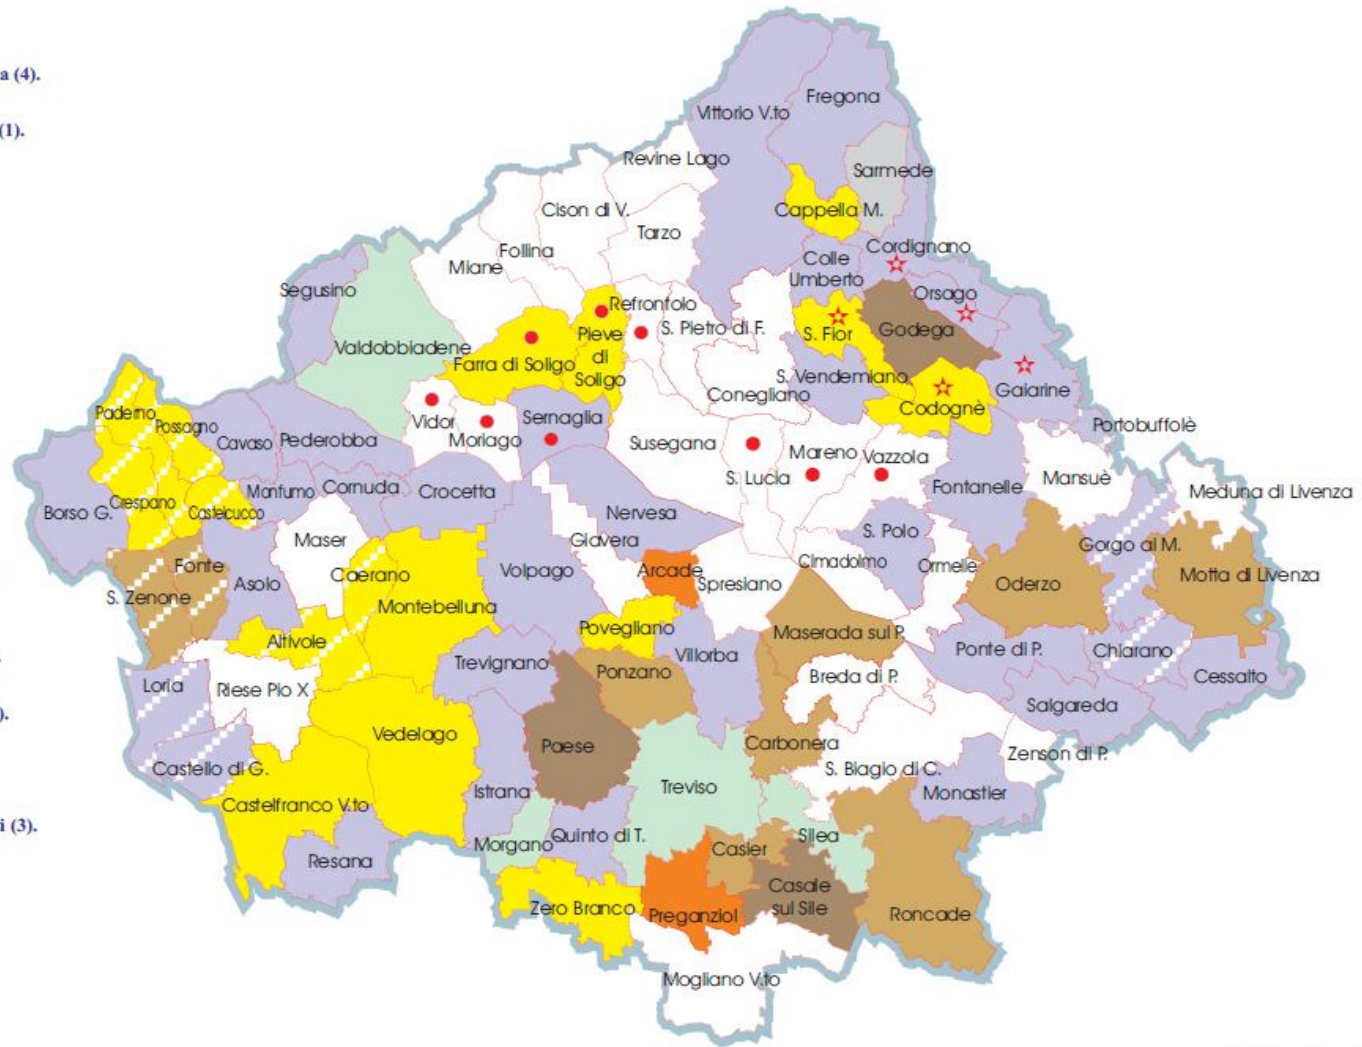 a (4).
(1).
).
i (3).
Vittorio V.to
Fregona
Revine Lago
Sarmede
Cison di V.
Cappella M.
Tarzo
Follina
Miane
Cordignano
Colle
Umberto
Segusino
Orsago
Refrontolo
S. Pietro di F.
Pieve
di
Soligo
S. Fior
Godega
Valdobbiadene
Farra di Soligo
S. Vendemiano
Conegliano
Gaiarine
Codognè
Paderno
Possagno
Vidor
Moriago
Sernaglia
Portobuffolè
Cavaso
Pederobba
Susegana
Mareno
Vazzola
S. Lucia
Mansuè
Fontanelle
Meduna di Livenza
Monfumo
Cornuda
Crocetta
Crespano
Castelcucco
Borso G.
Nervesa
S. Polo
Maser
Giavera
Gorgo al M.
Fonte
Cimadolmo
Ormelle
Asolo
Caerano
Volpago
Arcade
Spresiano
Oderzo
Motta di Livenza
S. Zenone
Montebelluna
Altivole
Povegliano
Maserada sul P.
Trevignano
Villorba
Ponte di P.
Chiarano
Ponzano
Breda di P.
Cessalto
Loria
Riese Pio X
Salgareda
Vedelago
Paese
Carbonera
Zenson di P.
Castello di G.
S. Biagio di C.
Treviso
Istrana
Monastier
Castelfranco V.to
Quinto di T.
Silea
Morgano
Casier
Resana
Casale
sul Sile
Zero Branco
Preganziol
Roncade
Mogliano V.to